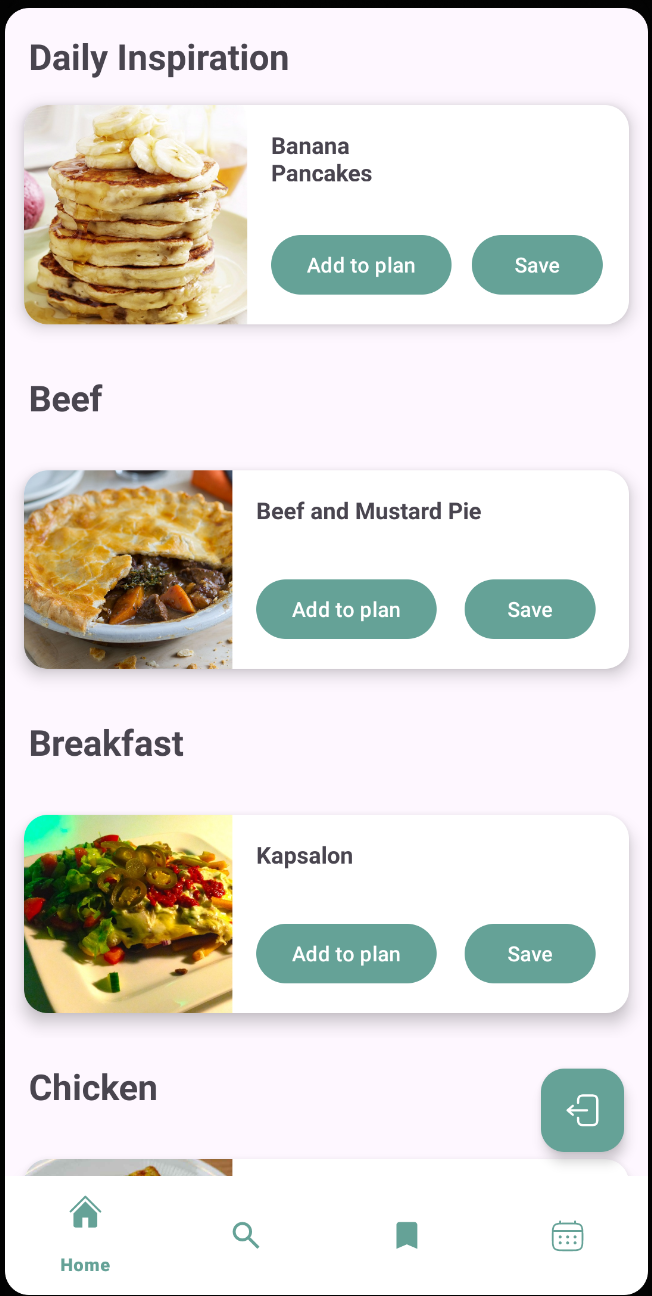 Daily Inspiration
Banana
Pancakes
Add to plan
Save
Beef
Beef and Mustard Pie
Add to plan
Save
Breakfast
Kapsalon
Add to plan
Save
Chicken
Home